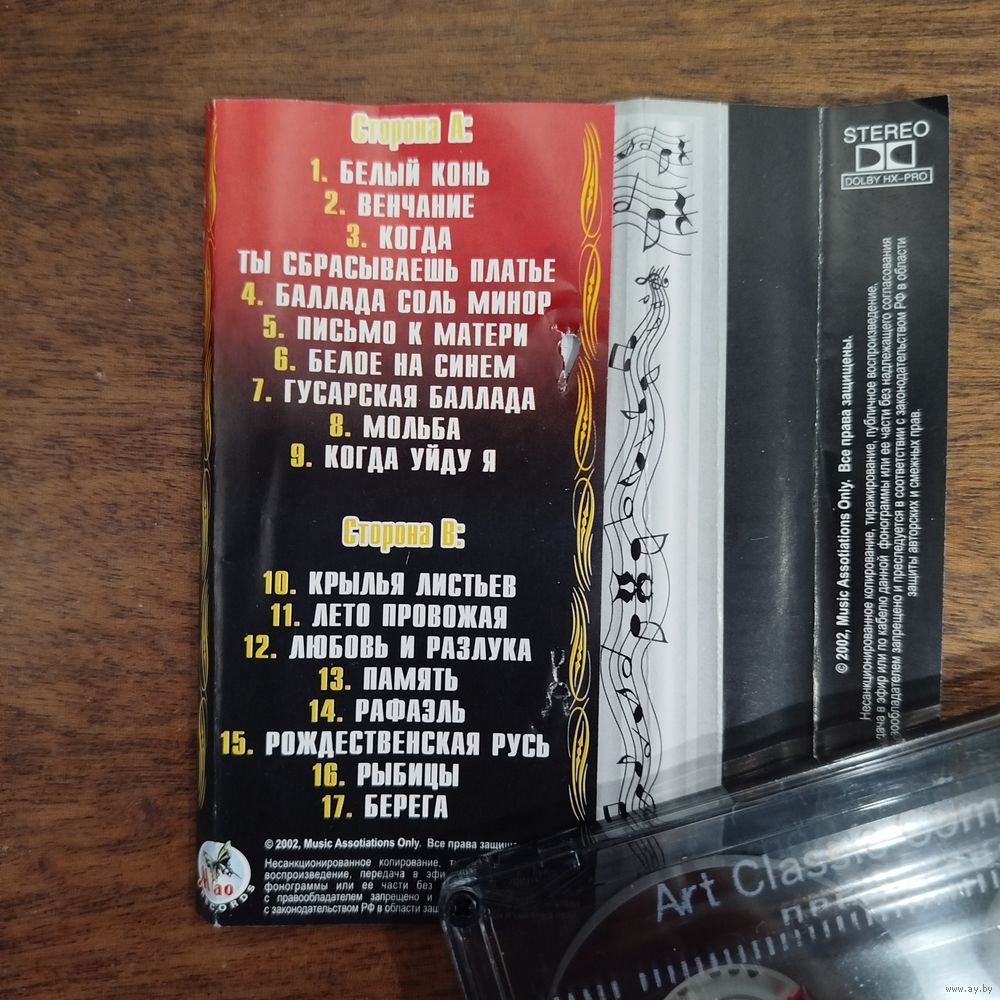 Сторона А:
1. БЕЛЫЙ КОНЬ
2. ВЕНЧАНИЕ
3. КОГДА
ТЫ СБРАСЫВАЕШЬ ПЛАТЬЕ
4. БАЛЛАДА СОЛЬ МИНОР
5. ПИСЬМО К МАТЕРИ
6. БЕЛОЕ НА СИНЕМ
7. ГУСАРСКАЯ БАЛЛАДА
8. МОЛЬБА
9. КОГДА УЙДУ Я
Сторона В:
10. КРЫЛЬЯ ЛИСТЬЕВ
11. ЛЕТО ПРОВОЖАЯ
12. ЛЮБОВЬ И РАЗЛУКА
13. ПАМЯТЬ
14. РАФАЭЛЬ
15. РОЖДЕСТВЕНСКАЯ РУСЬ
16. РЫБИЦЫ
17. БЕРЕГА
© 2002, Music Assotiations Only. Все права
Несанкционированное копирование,
воспроизведение, передача в
фонограммы или ее части без
с правообладателем запрещено и
с законодательством РФ в области
Мао
RECORDS
STEREO
DOLBY HX-PRO
© 2002, Music Assotiations Only. Все права защищены.
Несанкционированное копирование, тиражирование, публичное воспроизведение,
в эфир или по кабелю данной фонограммы или ее части без надлежащего согласования
запрещено и преследуется в соответствии с законодательством РФ в области
защиты авторских и смежных прав.
Art Classic
www.ay.by